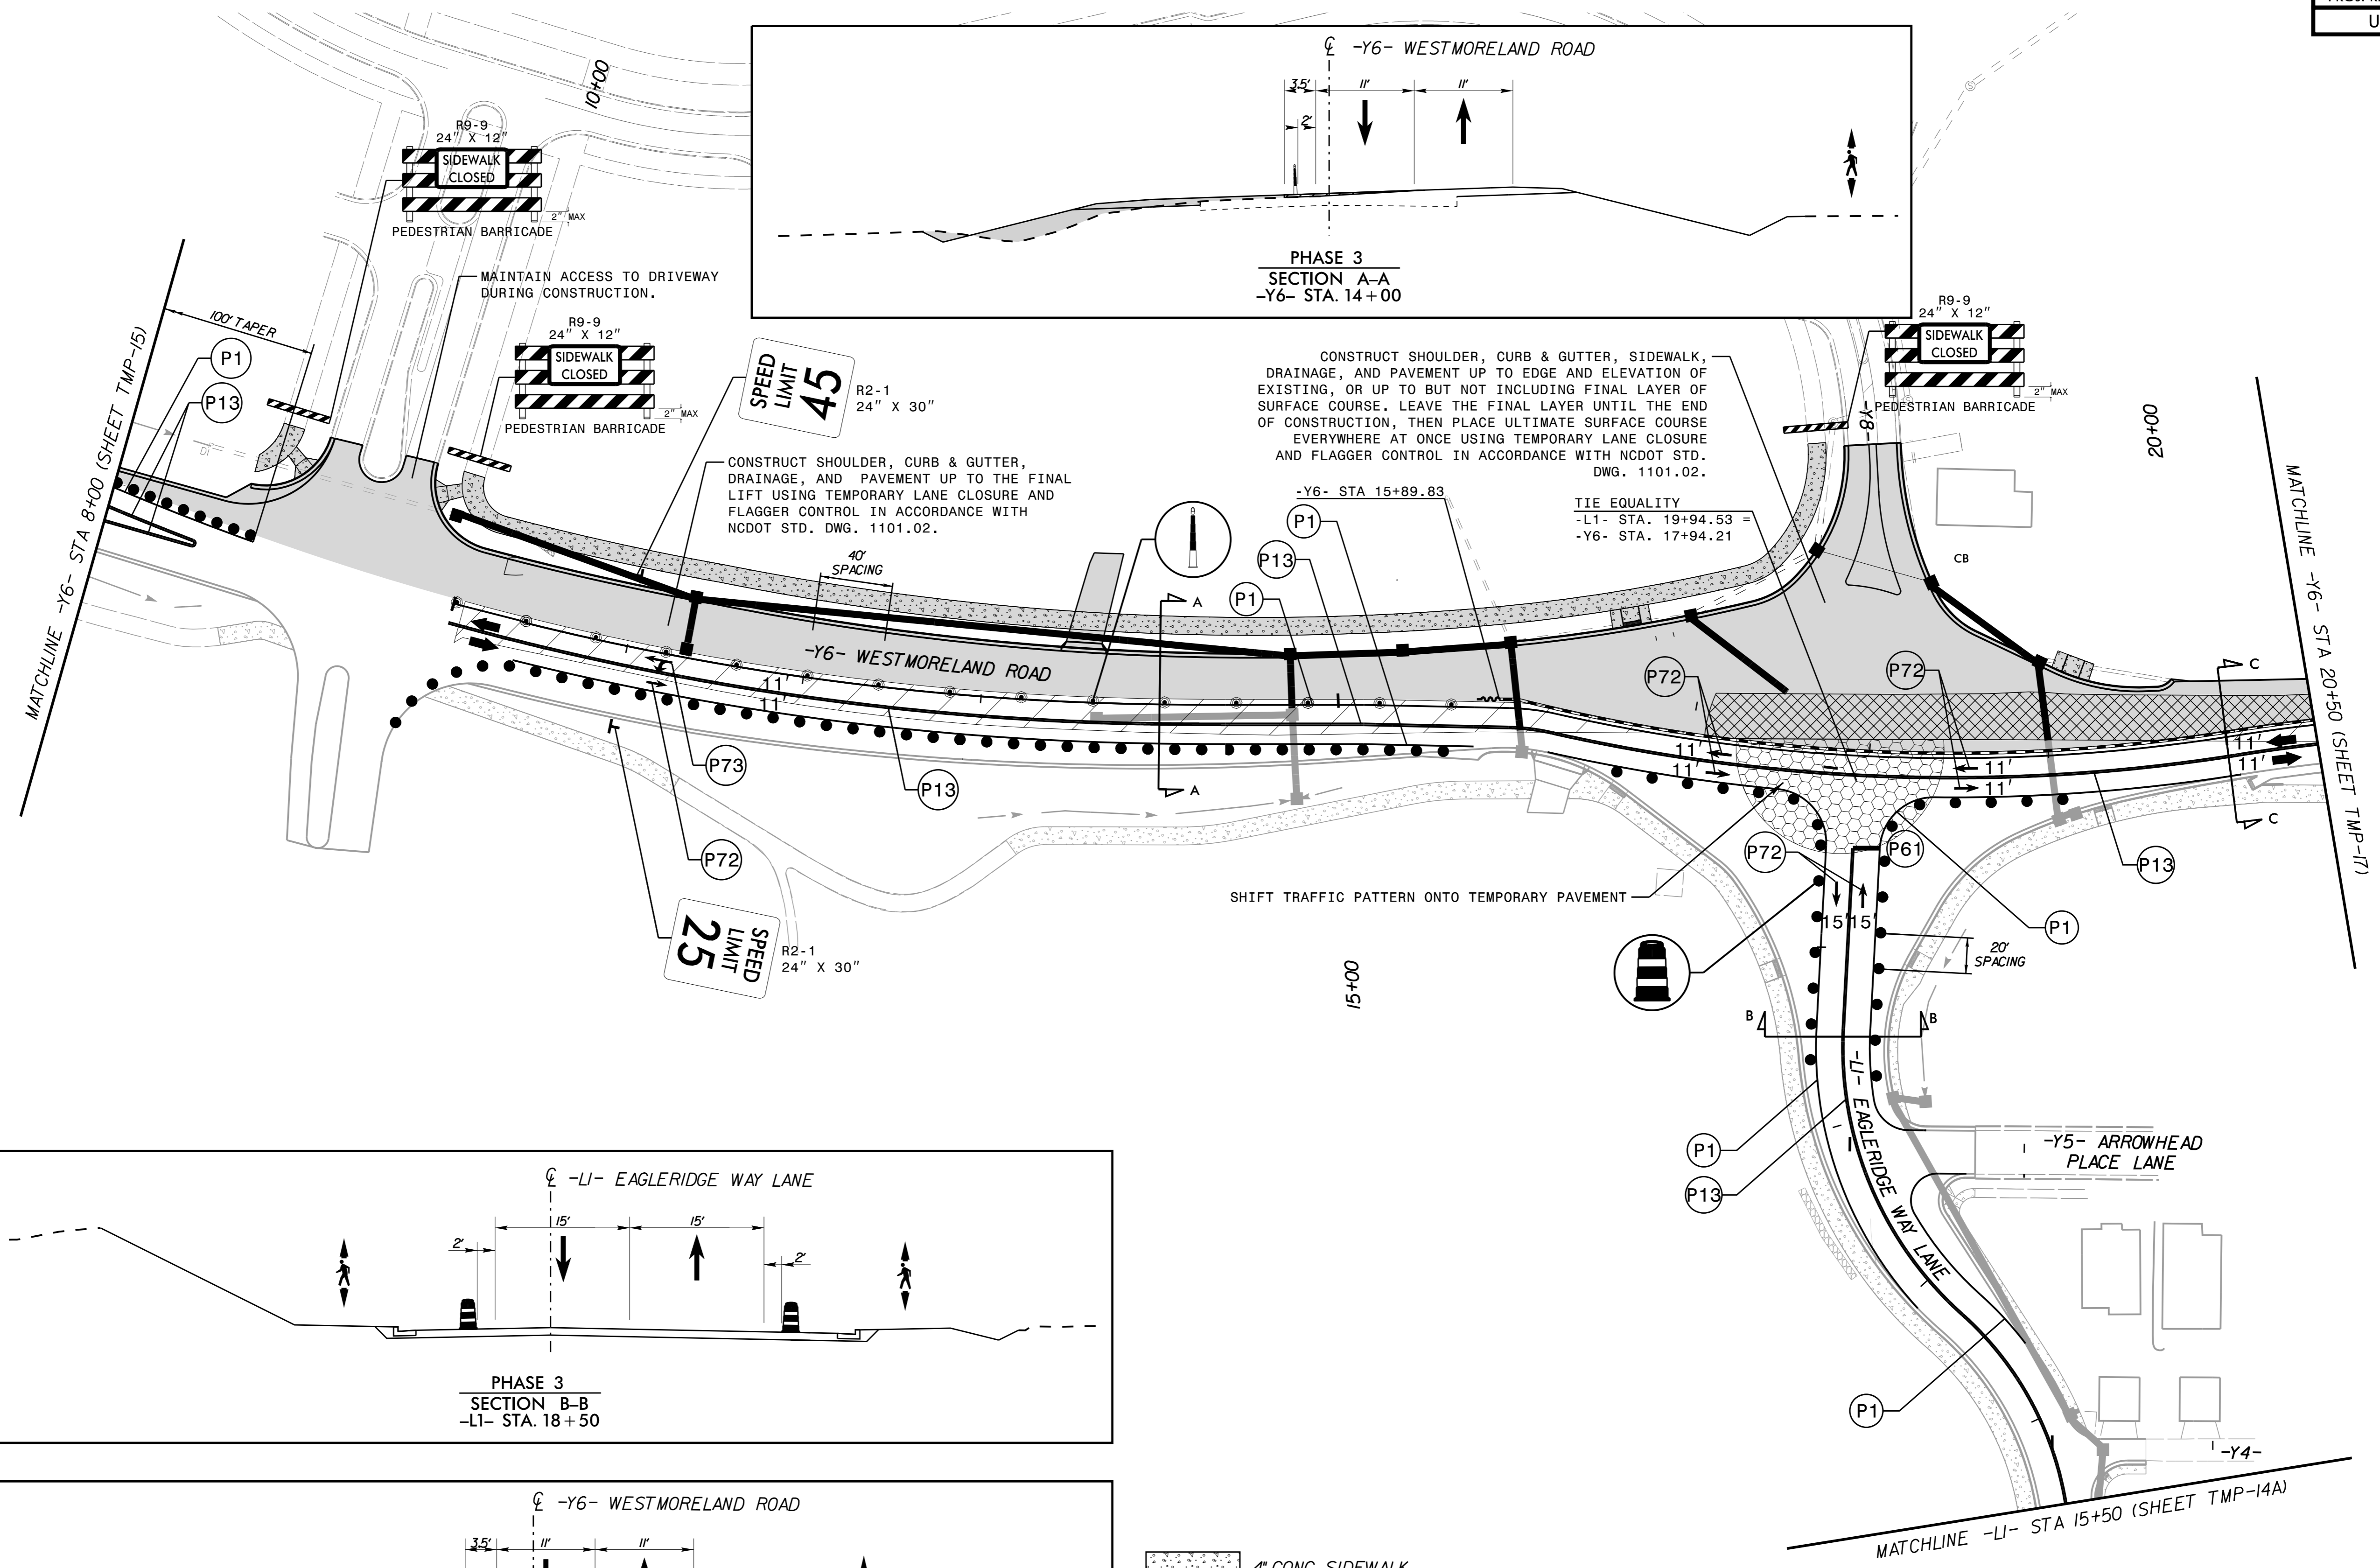 U
℄ -Y6- WESTMORELAND ROAD
3.5'
11'
11'
2'
PHASE 3
SECTION A-A
-Y6- STA. 14+00
10+00
R9-9
24" X 12"
SIDEWALK
CLOSED
2" MAX
PEDESTRIAN BARRICADE
MAINTAIN ACCESS TO DRIVEWAY
DURING CONSTRUCTION.
R9-9
24" X 12"
SIDEWALK
CLOSED
2" MAX
PEDESTRIAN BARRICADE
MATCHLINE -Y6- STA 8+00 (SHEET TMP-15)
100' TAPER
P1
P13
DI
SPEED
LIMIT
45
R2-1
24" X 30"
CONSTRUCT SHOULDER, CURB & GUTTER,
DRAINAGE, AND PAVEMENT UP TO THE FINAL
LIFT USING TEMPORARY LANE CLOSURE AND
FLAGGER CONTROL IN ACCORDANCE WITH
NCDOT STD. DWG. 1101.02.
40'
SPACING
CONSTRUCT SHOULDER, CURB & GUTTER, SIDEWALK,
DRAINAGE, AND PAVEMENT UP TO EDGE AND ELEVATION OF
EXISTING, OR UP TO BUT NOT INCLUDING FINAL LAYER OF
SURFACE COURSE. LEAVE THE FINAL LAYER UNTIL THE END
OF CONSTRUCTION, THEN PLACE ULTIMATE SURFACE COURSE
EVERYWHERE AT ONCE USING TEMPORARY LANE CLOSURE
AND FLAGGER CONTROL IN ACCORDANCE WITH NCDOT STD.
DWG. 1101.02.
-Y6- STA 15+89.83
TIE EQUALITY
-L1- STA. 19+94.53 =
-Y6- STA. 17+94.21
R9-9
24" X 12"
SIDEWALK
CLOSED
2" MAX
PEDESTRIAN BARRICADE
-Y8-
20+00
CB
MATCHLINE -Y6- STA 20+50 (SHEET TMP-17)
P1
P13
P1
A
-Y6- WESTMORELAND ROAD
11'
11'
P72
P72
C
11'
11'
11'
11'
11'
11'
P73
P13
A
C
P72
P72
P61
P13
SHIFT TRAFFIC PATTERN ONTO TEMPORARY PAVEMENT
15'
15'
P1
SPEED
LIMIT
25
R2-1
24" X 30"
15+00
20'
SPACING
B
B
-L1- EAGLERIDGE WAY LANE
P1
P13
-Y5- ARROWHEAD
PLACE LANE
P1
-Y4-
MATCHLINE -L1- STA 15+50 (SHEET TMP-14A)
℄ -L1- EAGLERIDGE WAY LANE
15'
15'
2'
2'
PHASE 3
SECTION B-B
-L1- STA. 18+50
℄ -Y6- WESTMORELAND ROAD
3.5'
11'
11'
4" CONC SIDEWALK